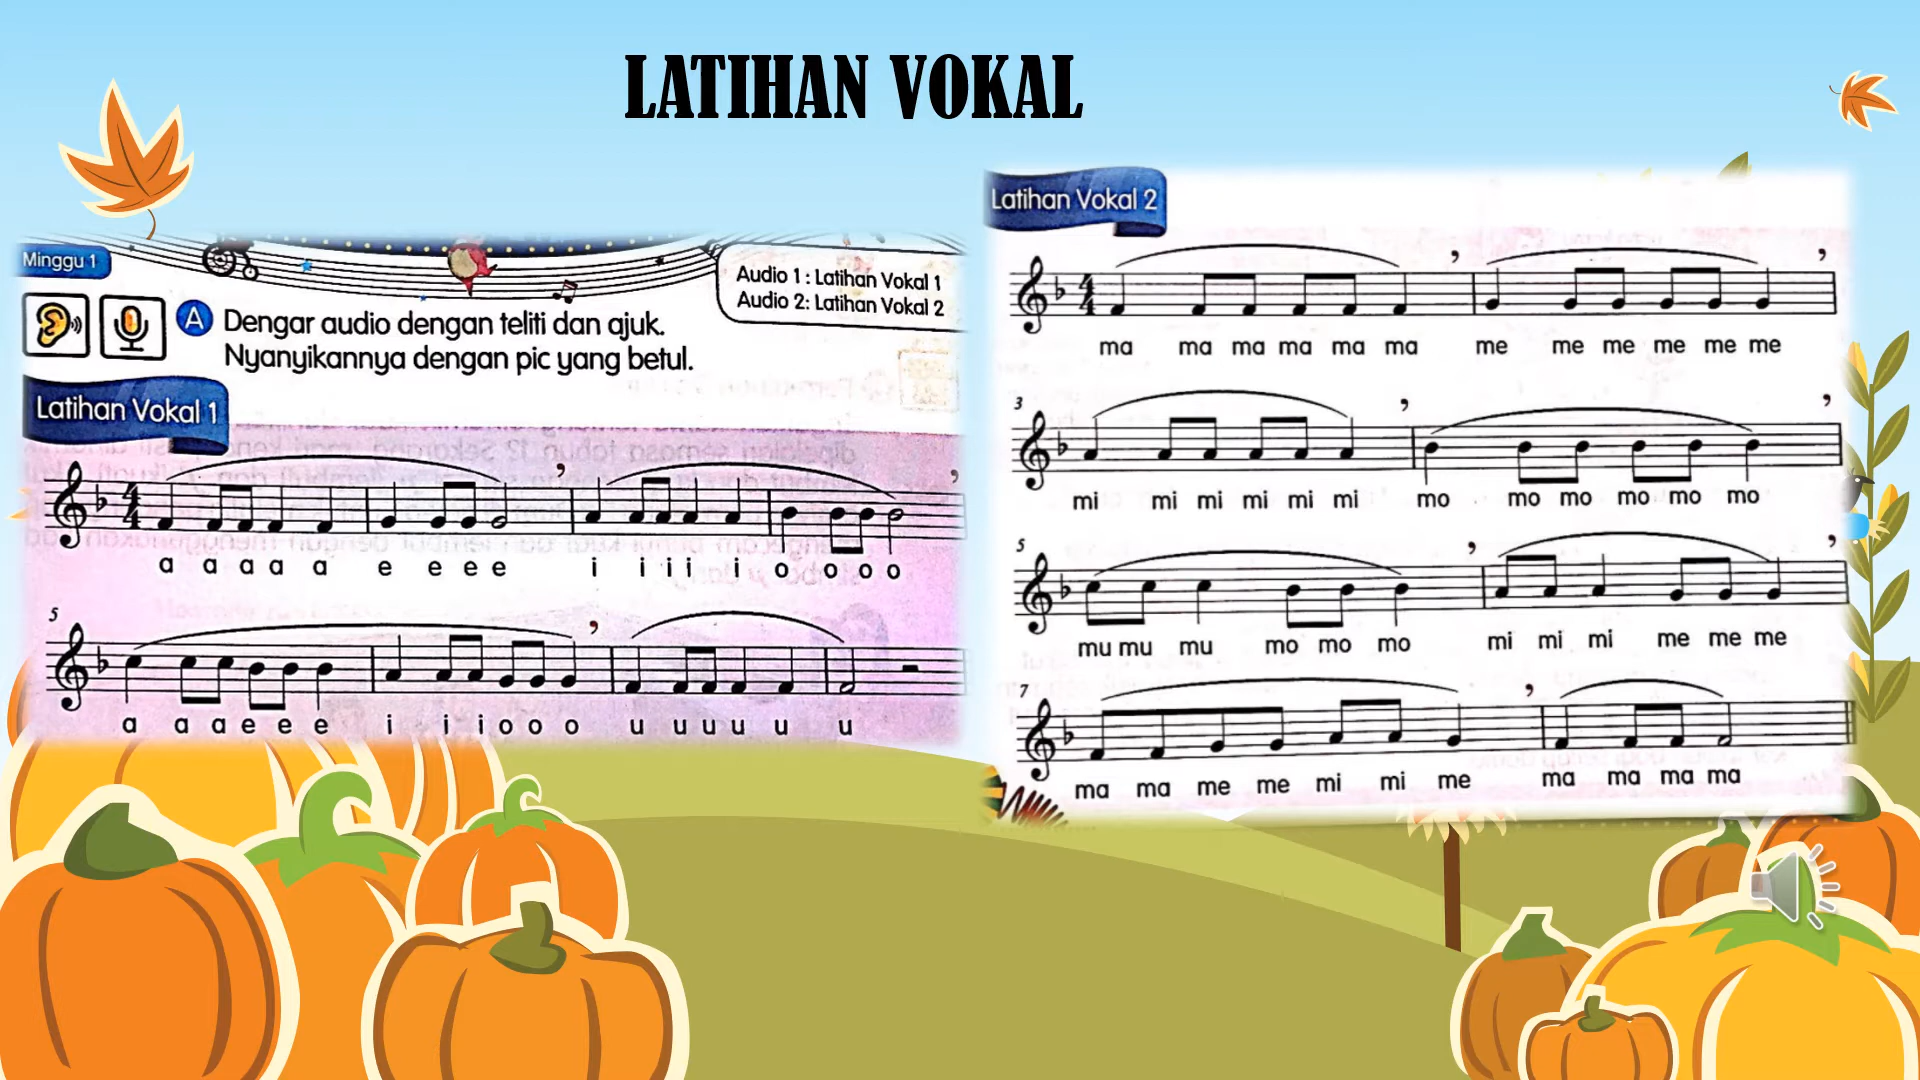 LATIHAN VOKAL
Minggu 1
Audio 1 : Latihan Vokal 1
Audio 2: Latihan Vokal 2
A Dengar audio dengan teliti dan ajuk.
Nyanyikannya dengan pic yang betul.
Latihan Vokal 1
4
4
a a a a a e e e e i i i i i o o o o
5
a a a e e e i i i o o o u u u u u u
Latihan Vokal 2
4
4
ma ma ma ma ma ma me me me me me me
3
mi mi mi mi mi mi mo mo mo mo mo mo
5
mu mu mu mo mo mo mi mi mi me me me
7
ma ma me me mi mi me ma ma ma ma